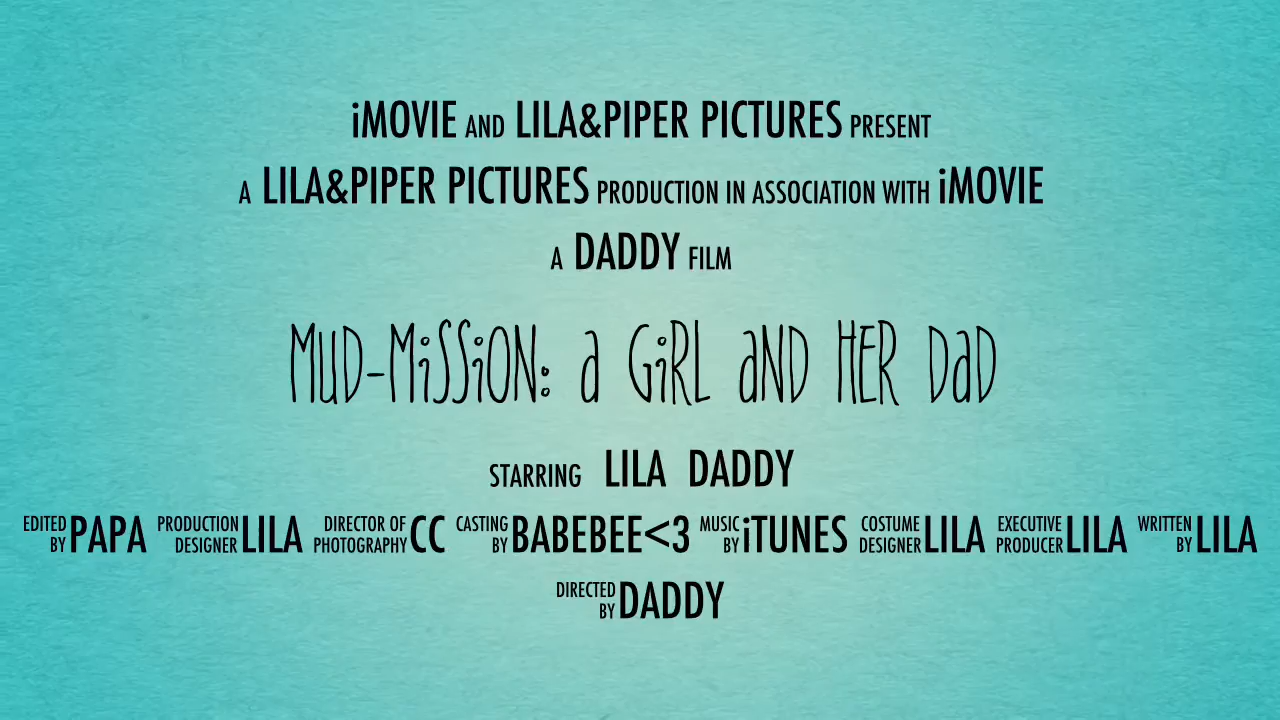 iMOVIE AND LILA&PIPER PICTURES PRESENT
A LILA&PIPER PICTURES PRODUCTION IN ASSOCIATION WITH iMOVIE
A DADDY FILM
MUD-MiSSiON: a GiRL aND HER DaD
STARRING LILA DADDY
EDITED BY PAPA PRODUCTION DESIGNER LILA DIRECTOR OF PHOTOGRAPHY CC CASTING BY BABEBEE<3 MUSIC BY iTUNES COSTUME DESIGNER LILA EXECUTIVE PRODUCER LILA WRITTEN BY LILA
DIRECTED BY DADDY